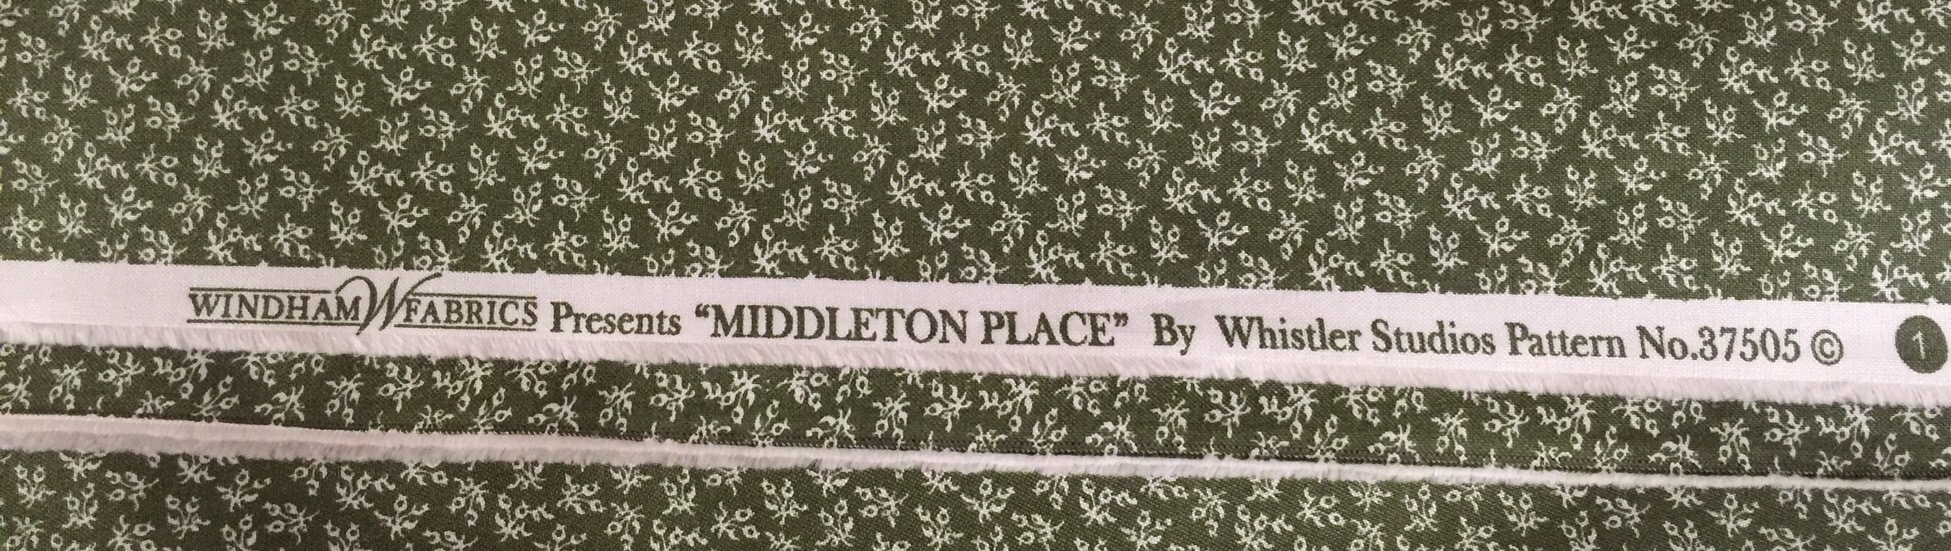 WINDHAM W FABRICS Presents “MIDDLETON PLACE” By Whistler Studios Pattern No.37505 © 1